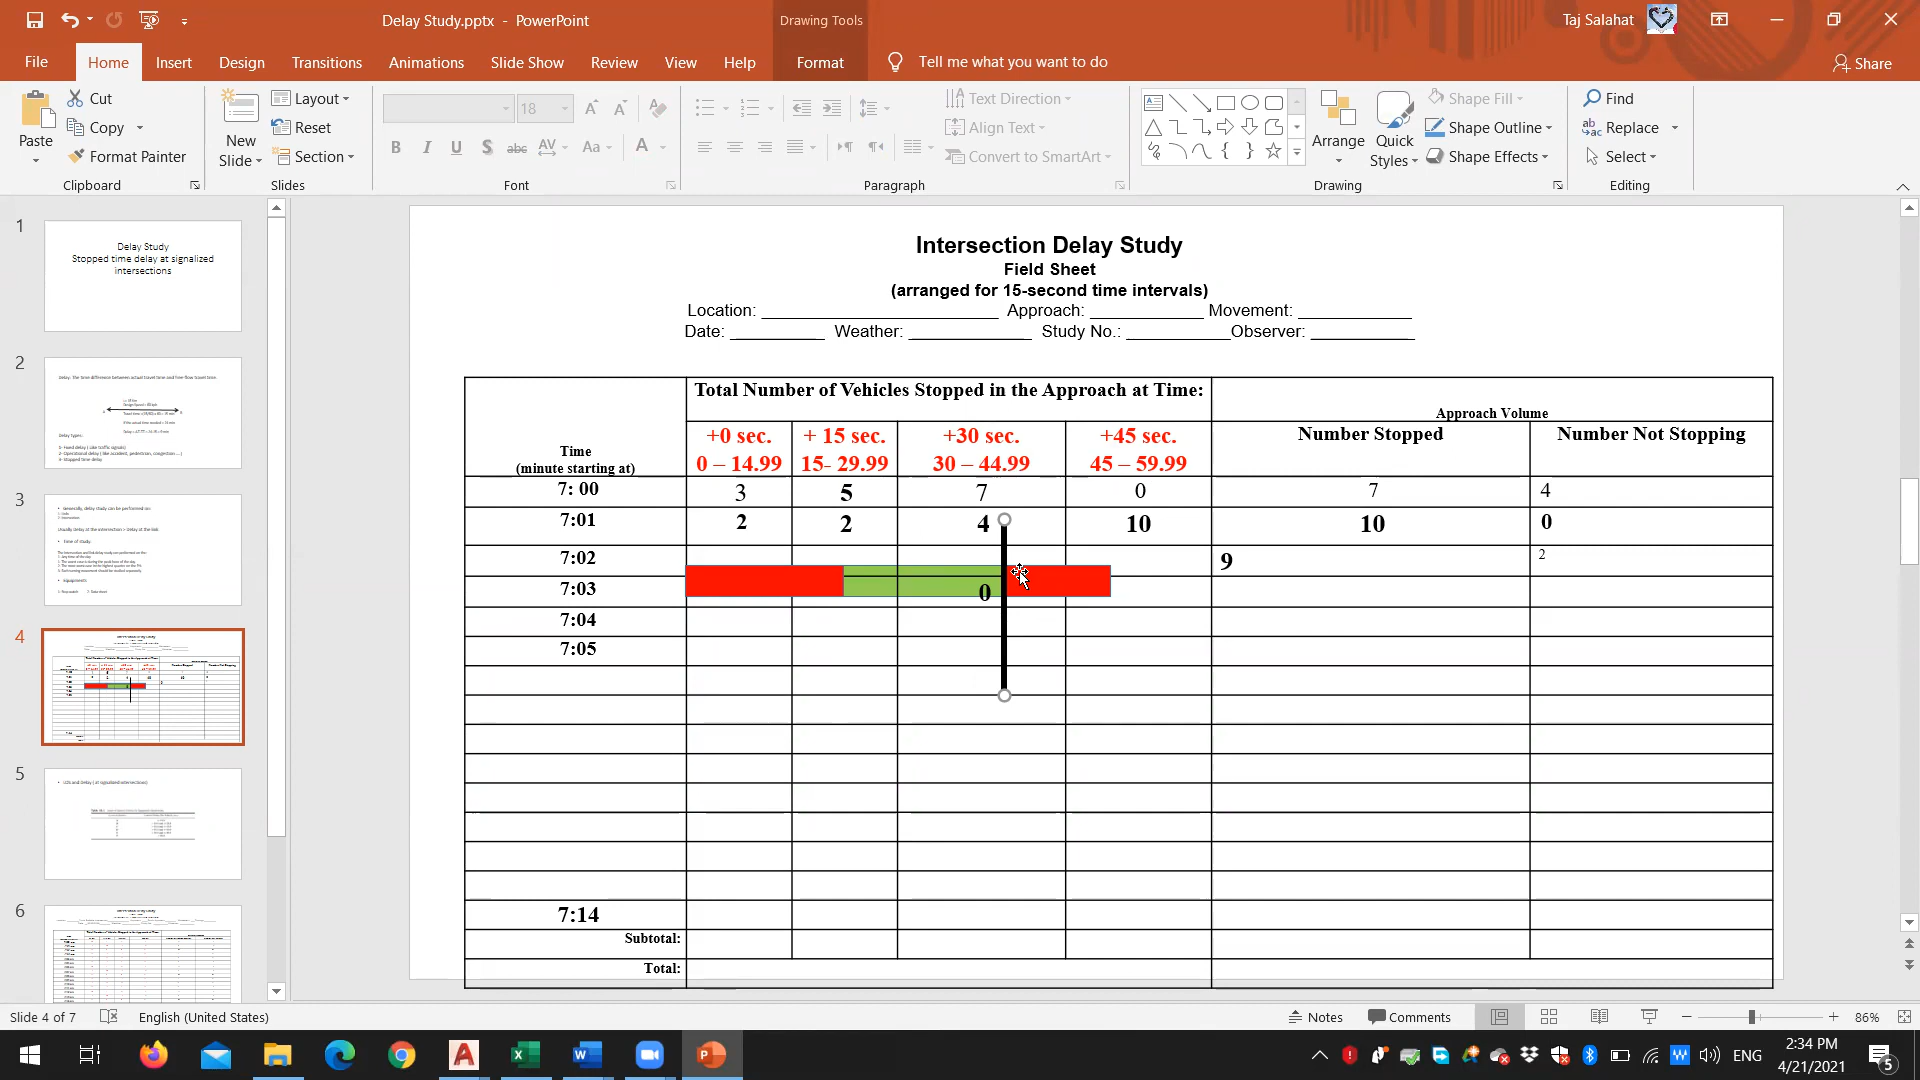 Delay Study.pptx - PowerPoint
Drawing Tools
Taj Salahat
File Home Insert Design Transitions Animations Slide Show Review View Help Format Tell me what you want to do Share
Paste
Cut
Copy
Format Painter
Clipboard
New Slide
Layout
Reset
Section
Slides
18
Font
Text Direction
Align Text
Convert to SmartArt
Paragraph
Arrange
Quick Styles
Shape Fill
Shape Outline
Shape Effects
Drawing
Find
Replace
Select
Editing
1
Delay Study
Stopped time delay at signalized
intersections
2
3
4
5
6
Intersection Delay Study
Field Sheet
(arranged for 15-second time intervals)
Location: Approach: Movement:
Date: Weather: Study No.: Observer:
Total Number of Vehicles Stopped in the Approach at Time:
Approach Volume
Time
(minute starting at)
+0 sec. + 15 sec. +30 sec. +45 sec. Number Stopped Number Not Stopping
0 – 14.99 15- 29.99 30 – 44.99 45 – 59.99
7: 00 3 5 7 0 7 4
7:01 2 2 4 10 10 0
7:02 9 2
7:03 0
7:04
7:05
7:14
Subtotal:
Total:
Slide 4 of 7 English (United States) Notes Comments 86%
ENG
2:34 PM
4/21/2021
5